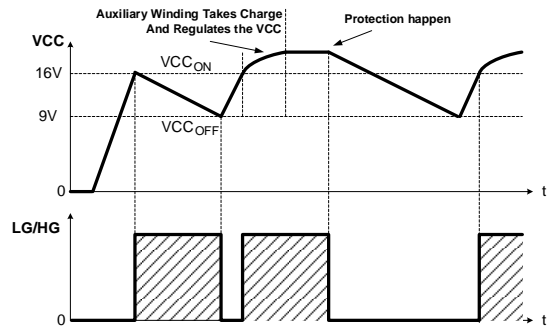 Auxiliary Winding Takes Charge
And Regulates the VCC
Protection happen
VCC
VCCON
16V
9V
VCCOFF
0
t
LG/HG
0
t